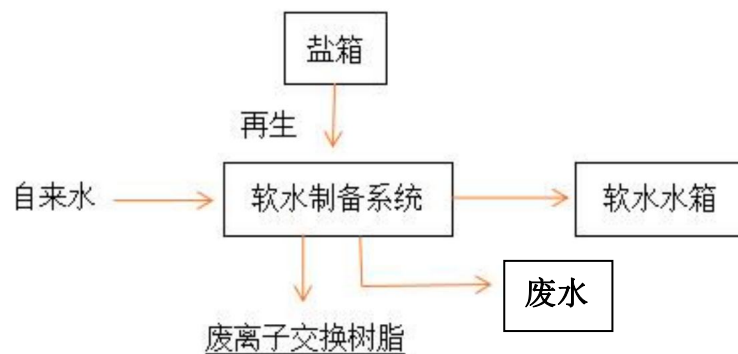 盐箱
再生
自来水
软水制备系统
软水水箱
废水
废离子交换树脂